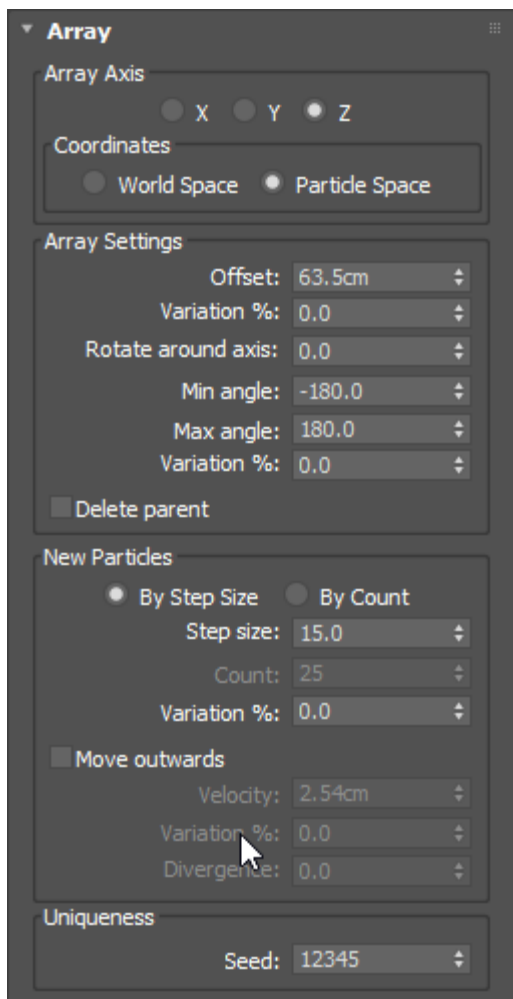 Array
Array Axis
X Y Z
Coordinates
World Space Particle Space
Array Settings
Offset: 63.5cm
Variation %: 0.0
Rotate around axis: 0.0
Min angle: -180.0
Max angle: 180.0
Variation %: 0.0
Delete parent
New Particles
By Step Size By Count
Step size: 15.0
Count: 25
Variation %: 0.0
Move outwards
Velocity: 2.54cm
Variation %: 0.0
Divergence: 0.0
Uniqueness
Seed: 12345